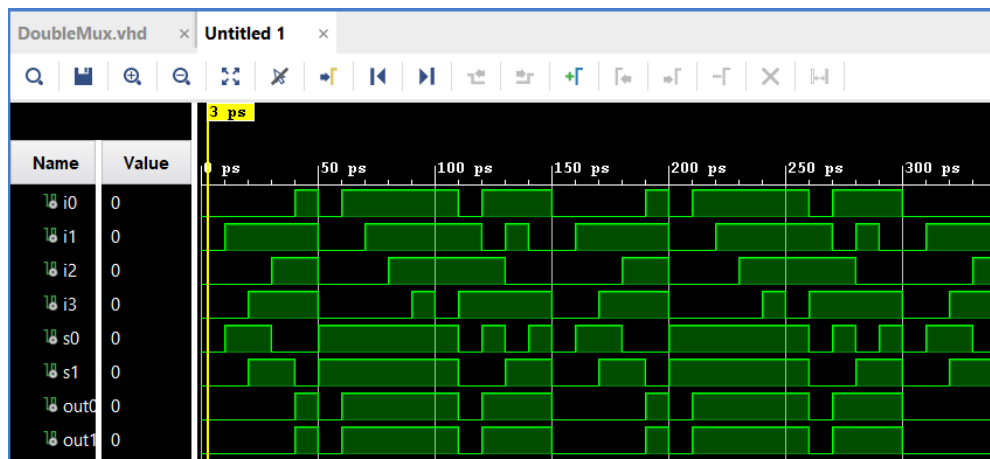 DoubleMux.vhd × Untitled 1 ×
3 ps
Name Value
0 ps 50 ps 100 ps 150 ps 200 ps 250 ps 300 ps
i0 0
i1 0
i2 0
i3 0
s0 0
s1 0
out0 0
out1 0